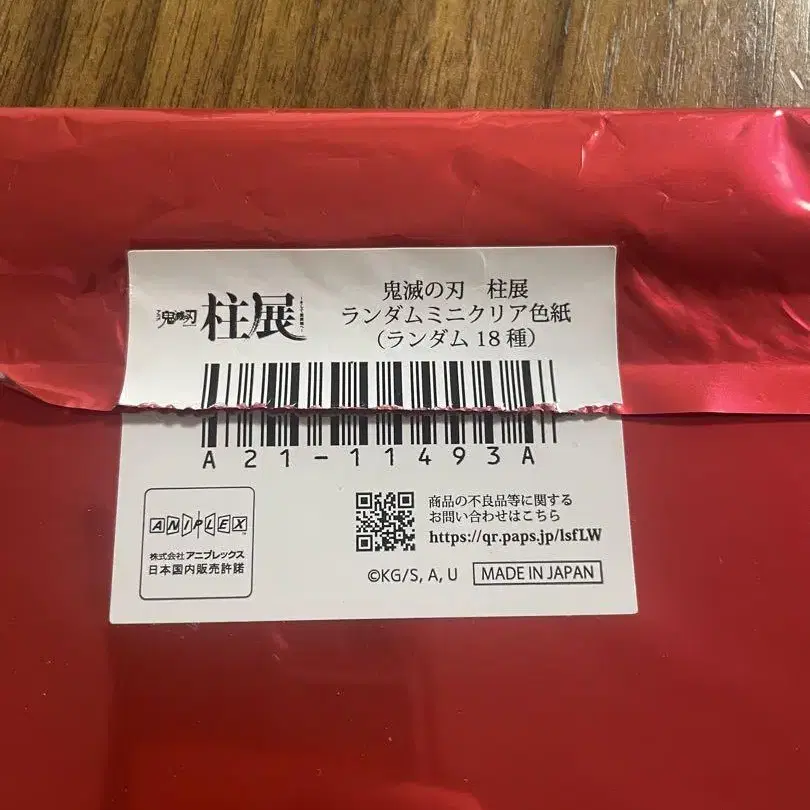 鬼滅の刃 柱展
鬼滅の刃 柱展
ランダムミニクリア色紙
(ランダム 18 種)
A21-11493A
ANIPLEX
株式会社 アニプレックス
日本国内販売許諾
商品の不良品等に関する
お問い合わせはこちら
https://qr.paps.jp/lsfLW
©KG/S, A, U
MADE IN JAPAN